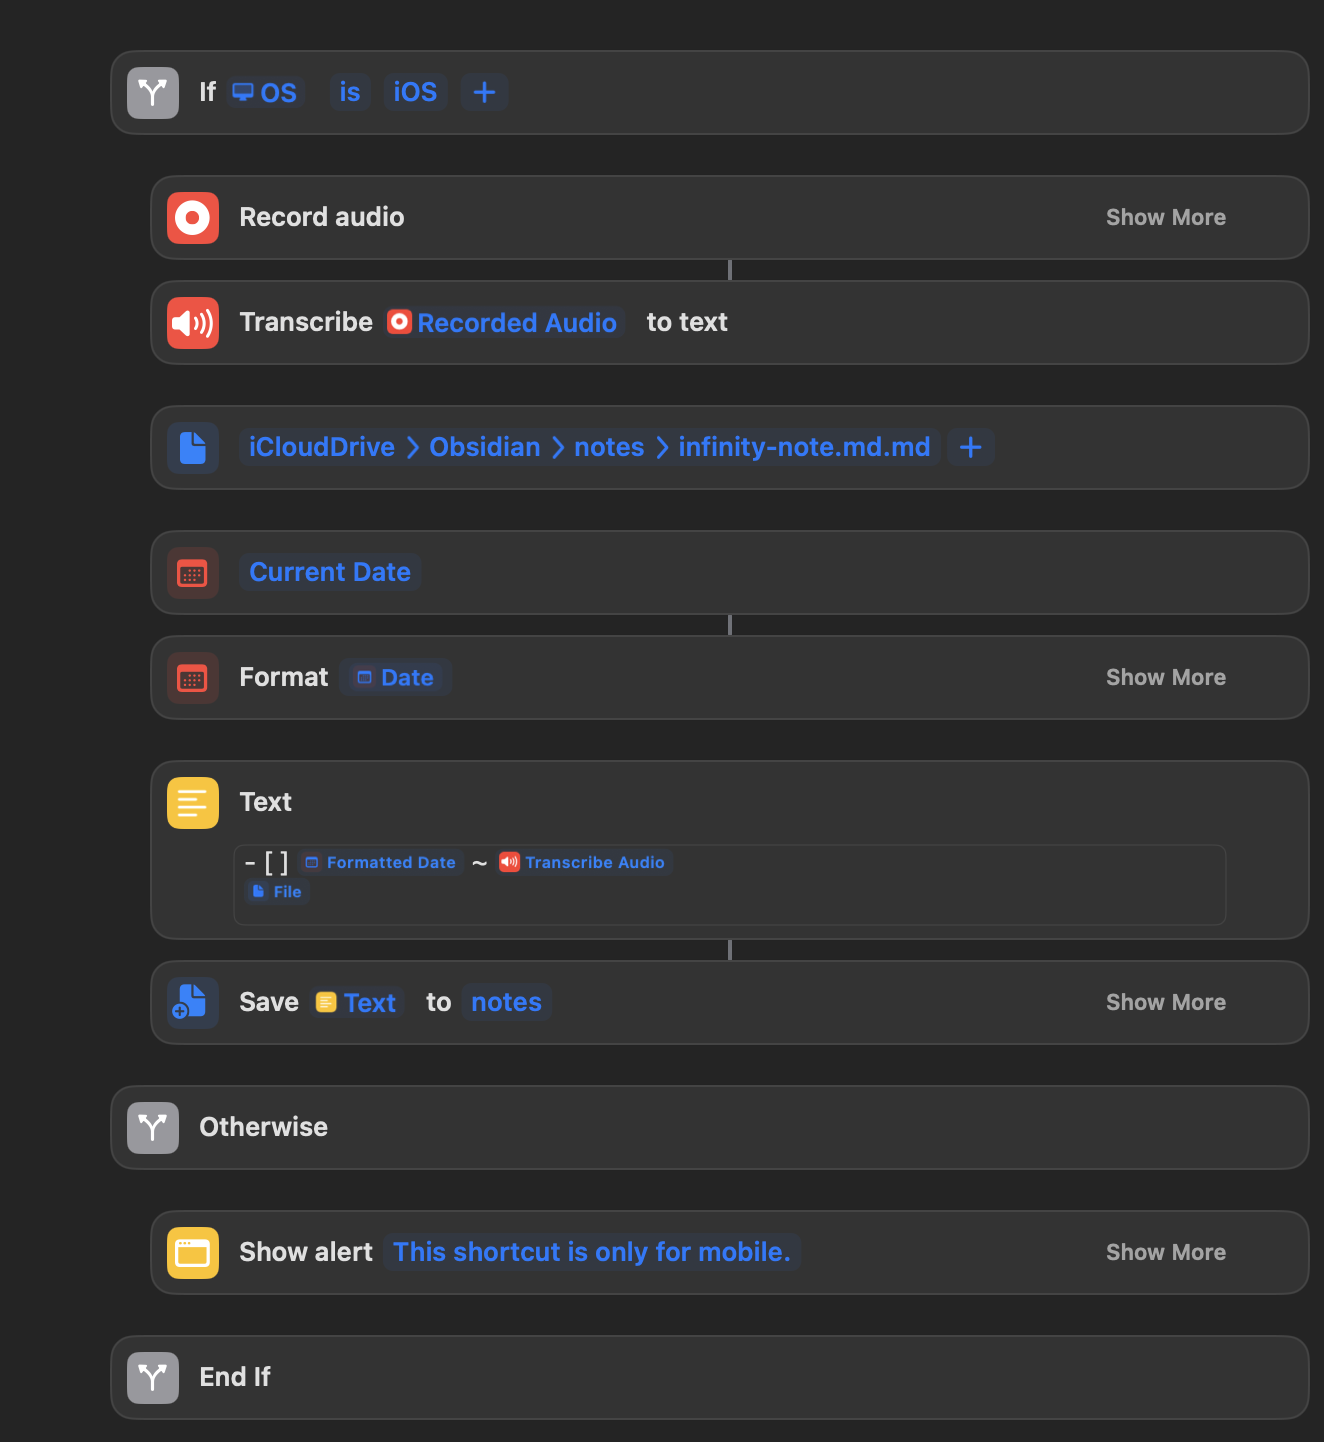 If OS is iOS +
Record audio Show More
Transcribe Recorded Audio to text
iCloudDrive > Obsidian > notes > infinity-note.md.md +
Current Date
Format Date Show More
Text
- [ ] Formatted Date ~ Transcribe Audio
File
Save Text to notes Show More
Otherwise
Show alert This shortcut is only for mobile. Show More
End If